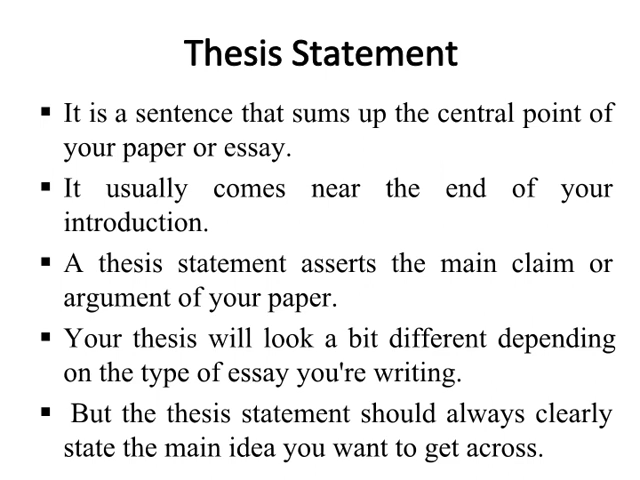 Thesis Statement
▪ It is a sentence that sums up the central point of
your paper or essay.
▪ It usually comes near the end of your
introduction.
▪ A thesis statement asserts the main claim or
argument of your paper.
▪ Your thesis will look a bit different depending
on the type of essay you're writing.
▪ But the thesis statement should always clearly
state the main idea you want to get across.